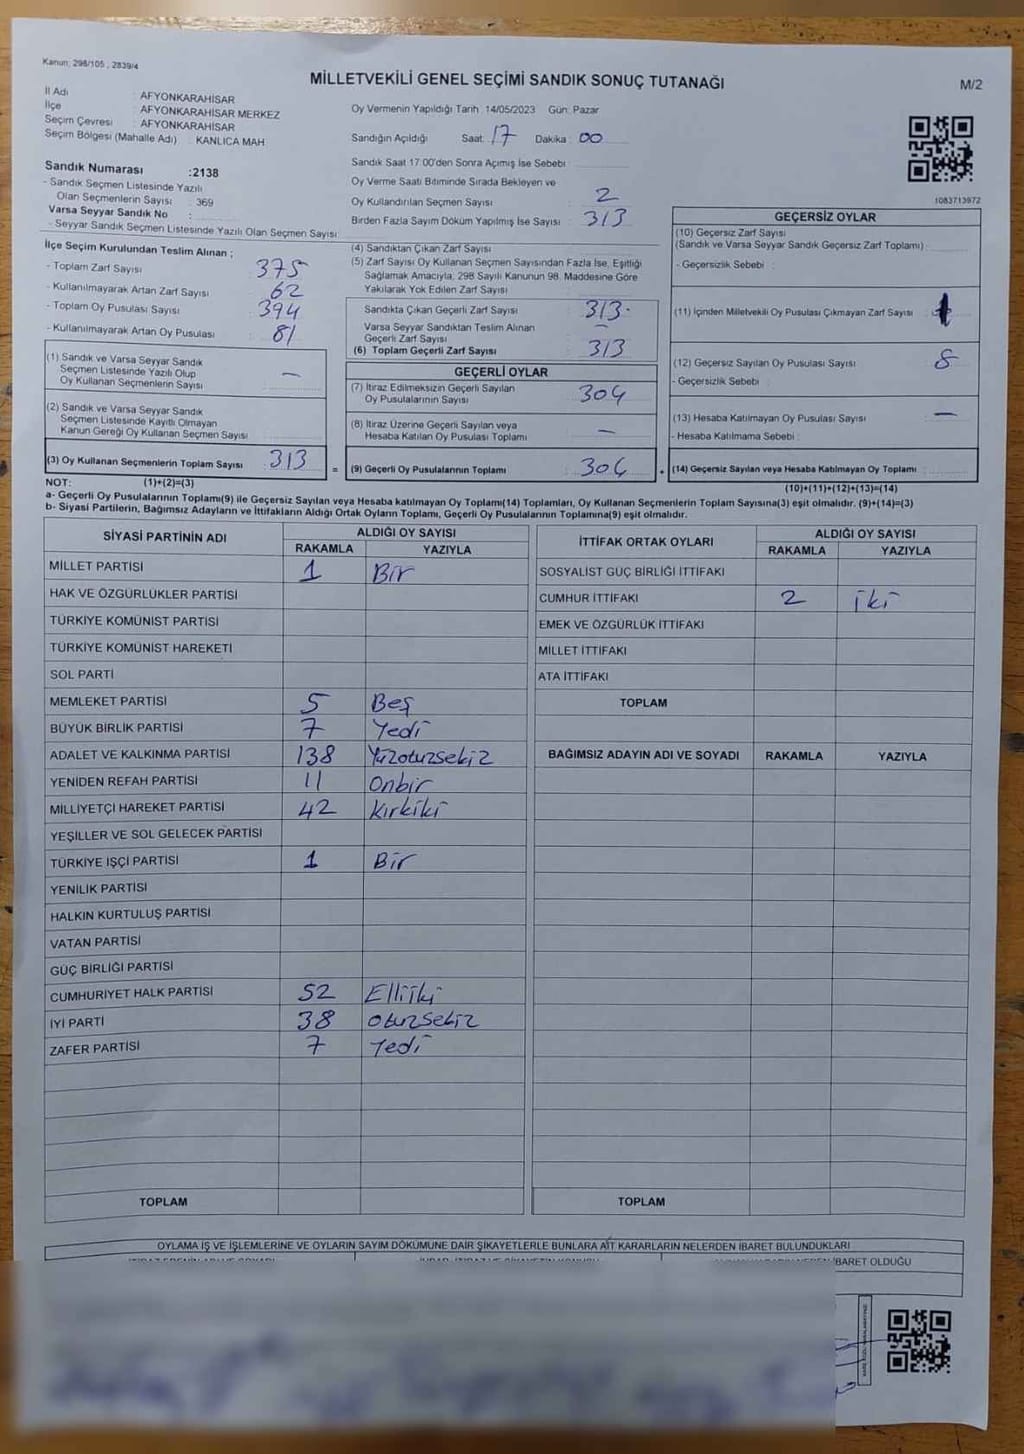 Kanun; 298/105 , 2839/4
MİLLETVEKİLİ GENEL SEÇİMİ SANDIK SONUÇ TUTANAĞI
M/2
İl Adı : AFYONKARAHİSAR
İlçe : AFYONKARAHİSAR MERKEZ
Seçim Çevresi : AFYONKARAHİSAR
Seçim Bölgesi (Mahalle Adı) : KANLICA MAH
Oy Vermenin Yapıldığı Tarih : 14/05/2023 Gün: Pazar
Sandığın Açıldığı Saat: 17 Dakika : 00
Sandık Saat 17:00'den Sonra Açımış İse Sebebi :
Oy Verme Saati Bitiminde Sırada Bekleyen ve
Oy Kullandırılan Seçmen Sayısı : 2
Birden Fazla Sayım Döküm Yapılmış İse Sayısı : 313
1083713972
Sandık Numarası :2138
- Sandık Seçmen Listesinde Yazılı
Olan Seçmenlerin Sayısı : 369
Varsa Seyyar Sandık No :
- Seyyar Sandık Seçmen Listesinde Yazılı Olan Seçmen Sayısı:
İlçe Seçim Kurulundan Teslim Alınan ;
- Toplam Zarf Sayısı : 375
- Kullanılmayarak Artan Zarf Sayısı : 62
- Toplam Oy Pusulası Sayısı : 394
- Kullanılmayarak Artan Oy Pusulası : 81
(1) Sandık ve Varsa Seyyar Sandık
Seçmen Listesinde Yazılı Olup
Oy Kullanan Seçmenlerin Sayısı : —
(2) Sandık ve Varsa Seyyar Sandık
Seçmen Listesinde Kayıtlı Olmayan
Kanun Gereği Oy Kullanan Seçmen Sayısı :
(3) Oy Kullanan Seçmenlerin Toplam Sayısı : 313
(4) Sandıktan Çıkan Zarf Sayısı :
(5) Zarf Sayısı Oy Kullanan Seçmen Sayısından Fazla İse, Eşitliği
Sağlamak Amacıyla, 298 Sayılı Kanunun 98. Maddesine Göre
Yakılarak Yok Edilen Zarf Sayısı :
Sandıkta Çıkan Geçerli Zarf Sayısı : 313
Varsa Seyyar Sandıktan Teslim Alınan
Geçerli Zarf Sayısı : —
(6) Toplam Geçerli Zarf Sayısı : 313
GEÇERLİ OYLAR
(7) İtiraz Edilmeksizin Geçerli Sayılan
Oy Pusulalarının Sayısı : 304
(8) İtiraz Üzerine Geçerli Sayılan veya
Hesaba Katılan Oy Pusulası Toplamı : —
= (9) Geçerli Oy Pusulalarının Toplamı : 304
GEÇERSİZ OYLAR
(10) Geçersiz Zarf Sayısı
(Sandık ve Varsa Seyyar Sandık Geçersiz Zarf Toplamı) :
- Geçersizlik Sebebi :
(11) İçinden Milletvekili Oy Pusulası Çıkmayan Zarf Sayısı : 1
(12) Geçersiz Sayılan Oy Pusulası Sayısı : 8
- Geçersizlik Sebebi :
(13) Hesaba Katılmayan Oy Pusulası Sayısı : —
- Hesaba Katılmama Sebebi :
+ (14) Geçersiz Sayılan veya Hesaba Katılmayan Oy Toplamı :
NOT: (1)+(2)=(3)
(10)+(11)+(12)+(13)=(14)
a- Geçerli Oy Pusulalarının Toplamı(9) ile Geçersiz Sayılan veya Hesaba katılmayan Oy Toplamı(14) Toplamları, Oy Kullanan Seçmenlerin Toplam Sayısına(3) eşit olmalıdır. (9)+(14)=(3)
b- Siyasi Partilerin, Bağımsız Adayların ve İttifakların Aldığı Ortak Oyların Toplamı, Geçerli Oy Pusulalarının Toplamına(9) eşit olmalıdır.
SİYASİ PARTİNİN ADI ALDIĞI OY SAYISI
RAKAMLA YAZIYLA
MİLLET PARTİSİ 1 Bir
HAK VE ÖZGÜRLÜKLER PARTİSİ
TÜRKİYE KOMÜNİST PARTİSİ
TÜRKİYE KOMÜNİST HAREKETİ
SOL PARTİ
MEMLEKET PARTİSİ 5 Beş
BÜYÜK BİRLİK PARTİSİ 7 Yedi
ADALET VE KALKINMA PARTİSİ 138 Yüzotuzsekiz
YENİDEN REFAH PARTİSİ 11 Onbir
MİLLİYETÇİ HAREKET PARTİSİ 42 Kırkiki
YEŞİLLER VE SOL GELECEK PARTİSİ
TÜRKİYE İŞÇİ PARTİSİ 1 Bir
YENİLİK PARTİSİ
HALKIN KURTULUŞ PARTİSİ
VATAN PARTİSİ
GÜÇ BİRLİĞİ PARTİSİ
CUMHURİYET HALK PARTİSİ 52 Elliiki
İYİ PARTİ 38 Otuzsekiz
ZAFER PARTİSİ 7 Yedi
TOPLAM
İTTİFAK ORTAK OYLARI ALDIĞI OY SAYISI
RAKAMLA YAZIYLA
SOSYALİST GÜÇ BİRLİĞİ İTTİFAKI
CUMHUR İTTİFAKI 2 iki
EMEK VE ÖZGÜRLÜK İTTİFAKI
MİLLET İTTİFAKI
ATA İTTİFAKI
TOPLAM
BAĞIMSIZ ADAYIN ADI VE SOYADI RAKAMLA YAZIYLA
TOPLAM
OYLAMA İŞ VE İŞLEMLERİNE VE OYLARIN SAYIM DÖKÜMÜNE DAİR ŞİKAYETLERLE BUNLARA AİT KARARLARIN NELERDEN İBARET BULUNDUKLARI
İBARET OLDUĞU